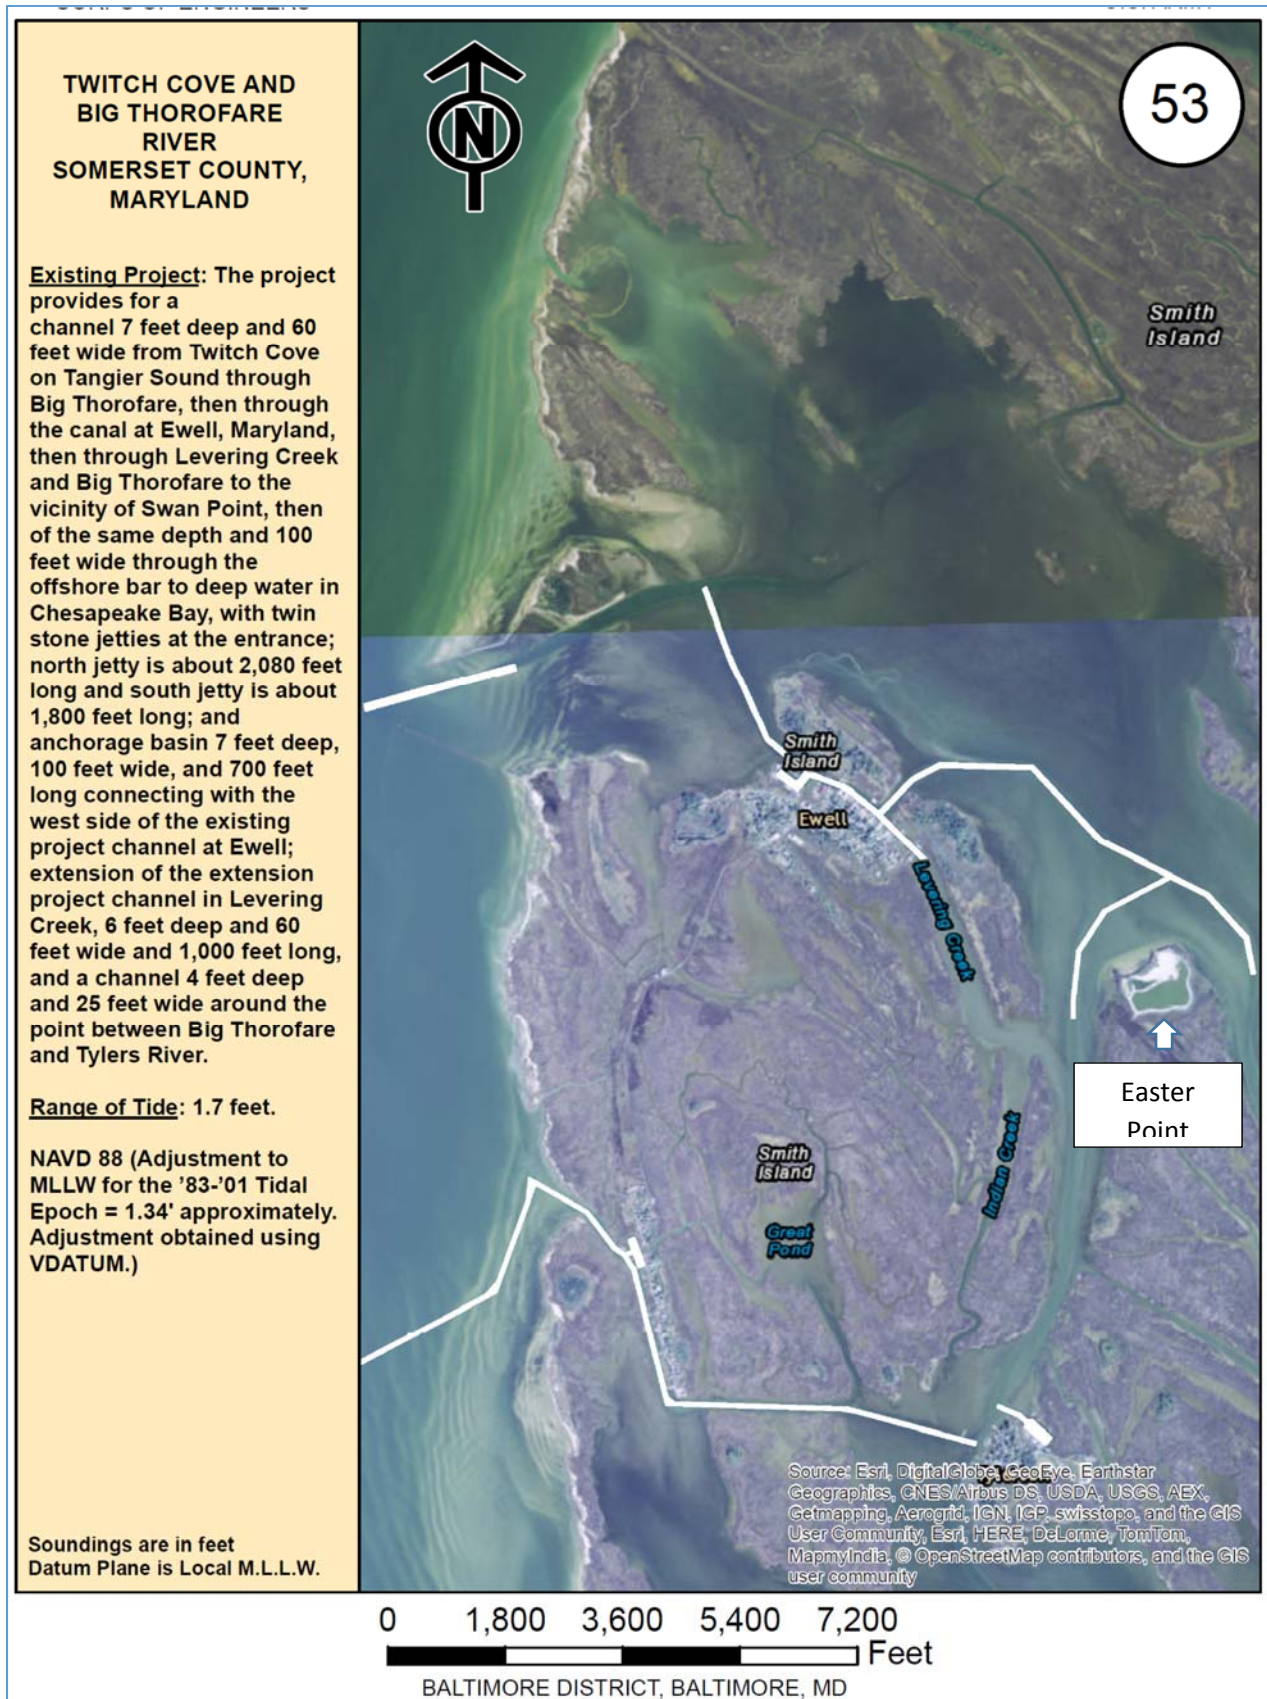 TWITCH COVE AND
BIG THOROFARE
RIVER
SOMERSET COUNTY,
MARYLAND
Existing Project: The project
provides for a
channel 7 feet deep and 60
feet wide from Twitch Cove
on Tangier Sound through
Big Thorofare, then through
the canal at Ewell, Maryland,
then through Levering Creek
and Big Thorofare to the
vicinity of Swan Point, then
of the same depth and 100
feet wide through the
offshore bar to deep water in
Chesapeake Bay, with twin
stone jetties at the entrance;
north jetty is about 2,080 feet
long and south jetty is about
1,800 feet long; and
anchorage basin 7 feet deep,
100 feet wide, and 700 feet
long connecting with the
west side of the existing
project channel at Ewell;
extension of the extension
project channel in Levering
Creek, 6 feet deep and 60
feet wide and 1,000 feet long,
and a channel 4 feet deep
and 25 feet wide around the
point between Big Thorofare
and Tylers River.
Range of Tide: 1.7 feet.
NAVD 88 (Adjustment to
MLLW for the '83-'01 Tidal
Epoch = 1.34' approximately.
Adjustment obtained using
VDATUM.)
Soundings are in feet
Datum Plane is Local M.L.L.W.
N
53
Smith
Island
Smith
Island
Ewell
Levering Creek
Easter
Point
Indian Creek
Smith
Island
Great
Pond
Source: Esri, DigitalGlobe, GeoEye, Earthstar
Geographics, CNES/Airbus DS, USDA, USGS, AEX,
Getmapping, Aerogrid, IGN, IGP, swisstopo, and the GIS
User Community, Esri, HERE, DeLorme, TomTom,
MapmyIndia, © OpenStreetMap contributors, and the GIS
user community
0 1,800 3,600 5,400 7,200
Feet
BALTIMORE DISTRICT, BALTIMORE, MD